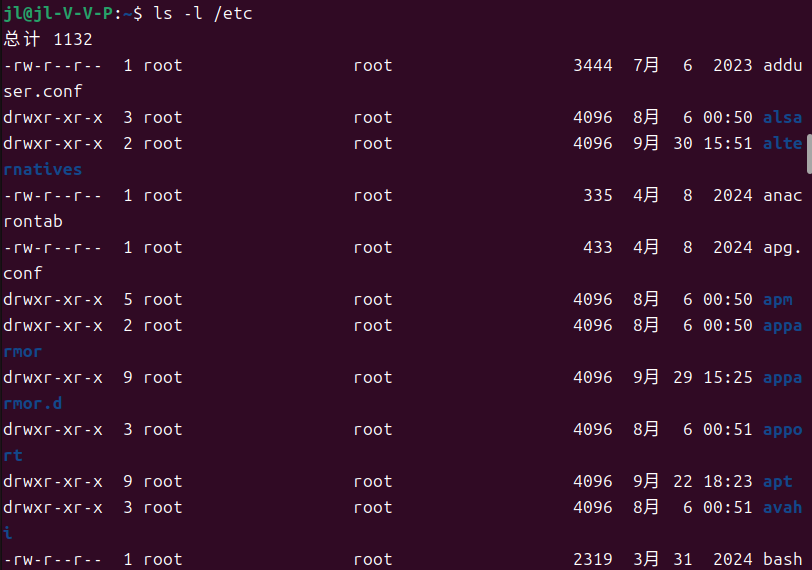 jl@jl-V-V-P:~$ ls -l /etc
总计 1132
-rw-r--r--  1 root                 root                  3444  7月  6  2023 addu
ser.conf
drwxr-xr-x  3 root                 root                  4096  8月  6 00:50 alsa
drwxr-xr-x  2 root                 root                  4096  9月 30 15:51 alte
rnatives
-rw-r--r--  1 root                 root                   335  4月  8  2024 anac
rontab
-rw-r--r--  1 root                 root                   433  4月  8  2024 apg.
conf
drwxr-xr-x  5 root                 root                  4096  8月  6 00:50 apm
drwxr-xr-x  2 root                 root                  4096  8月  6 00:50 appa
rmor
drwxr-xr-x  9 root                 root                  4096  9月 29 15:25 appa
rmor.d
drwxr-xr-x  3 root                 root                  4096  8月  6 00:51 appo
rt
drwxr-xr-x  9 root                 root                  4096  9月 22 18:23 apt
drwxr-xr-x  3 root                 root                  4096  8月  6 00:51 avah
i
-rw-r--r--  1 root                 root                  2319  3月 31  2024 bash